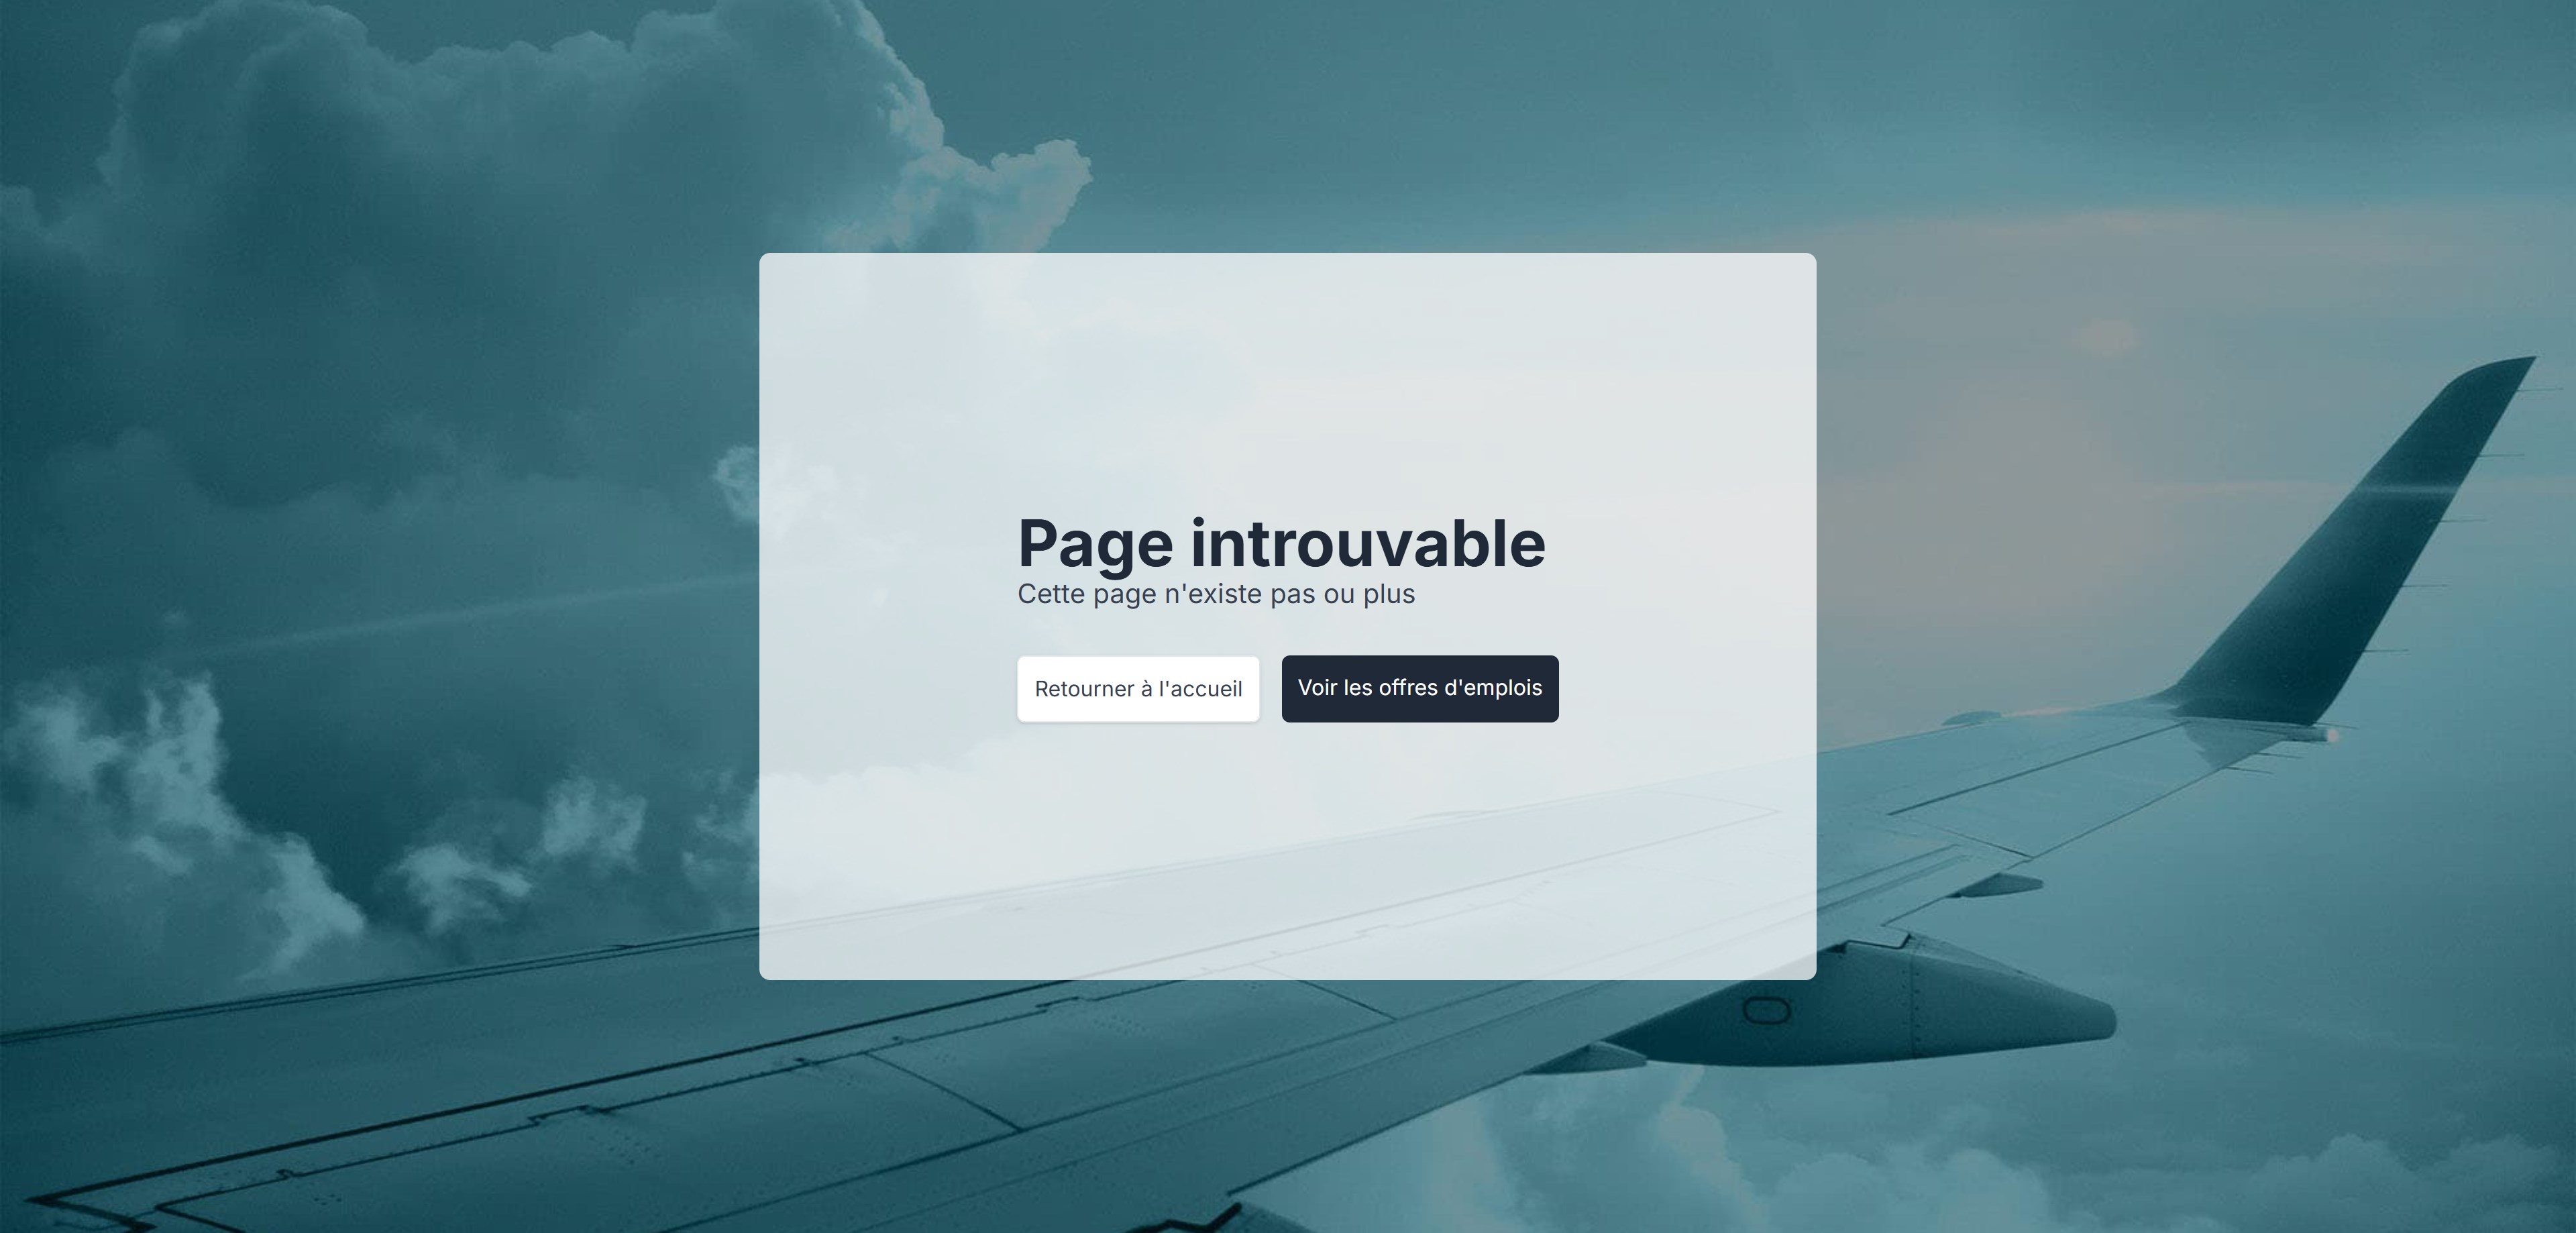 Page introuvable
Cette page n'existe pas ou plus
Retourner à l'accueil
Voir les offres d'emplois